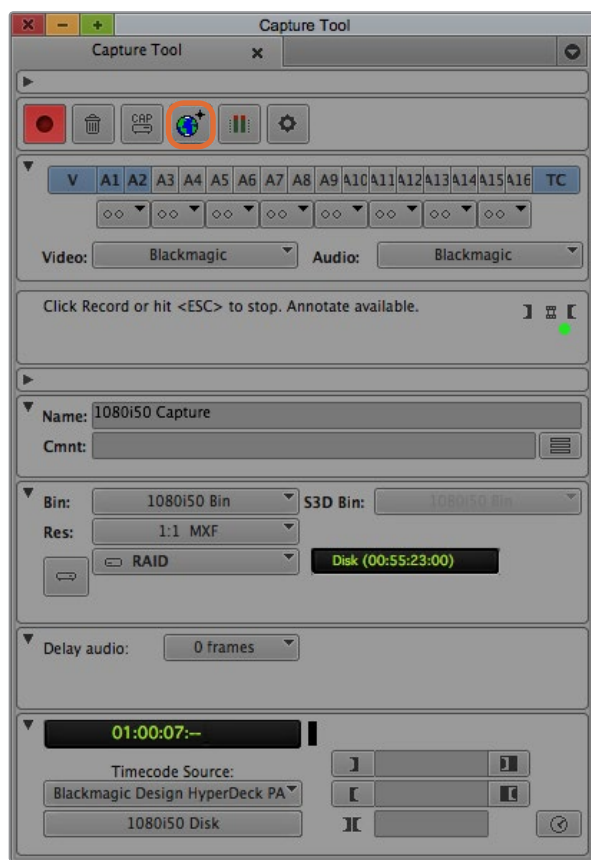 Capture Tool
Capture Tool
CAP
V A1 A2 A3 A4 A5 A6 A7 A8 A9 A10 A11 A12 A13 A14 A15 A16 TC
Video: Blackmagic Audio: Blackmagic
Click Record or hit <ESC> to stop. Annotate available.
Name: 1080i50 Capture
Cmnt:
Bin: 1080i50 Bin S3D Bin: 1080i50 Bin
Res: 1:1 MXF
RAID Disk (00:55:23:00)
Delay audio: 0 frames
01:00:07:--
Timecode Source:
Blackmagic Design HyperDeck PA
1080i50 Disk